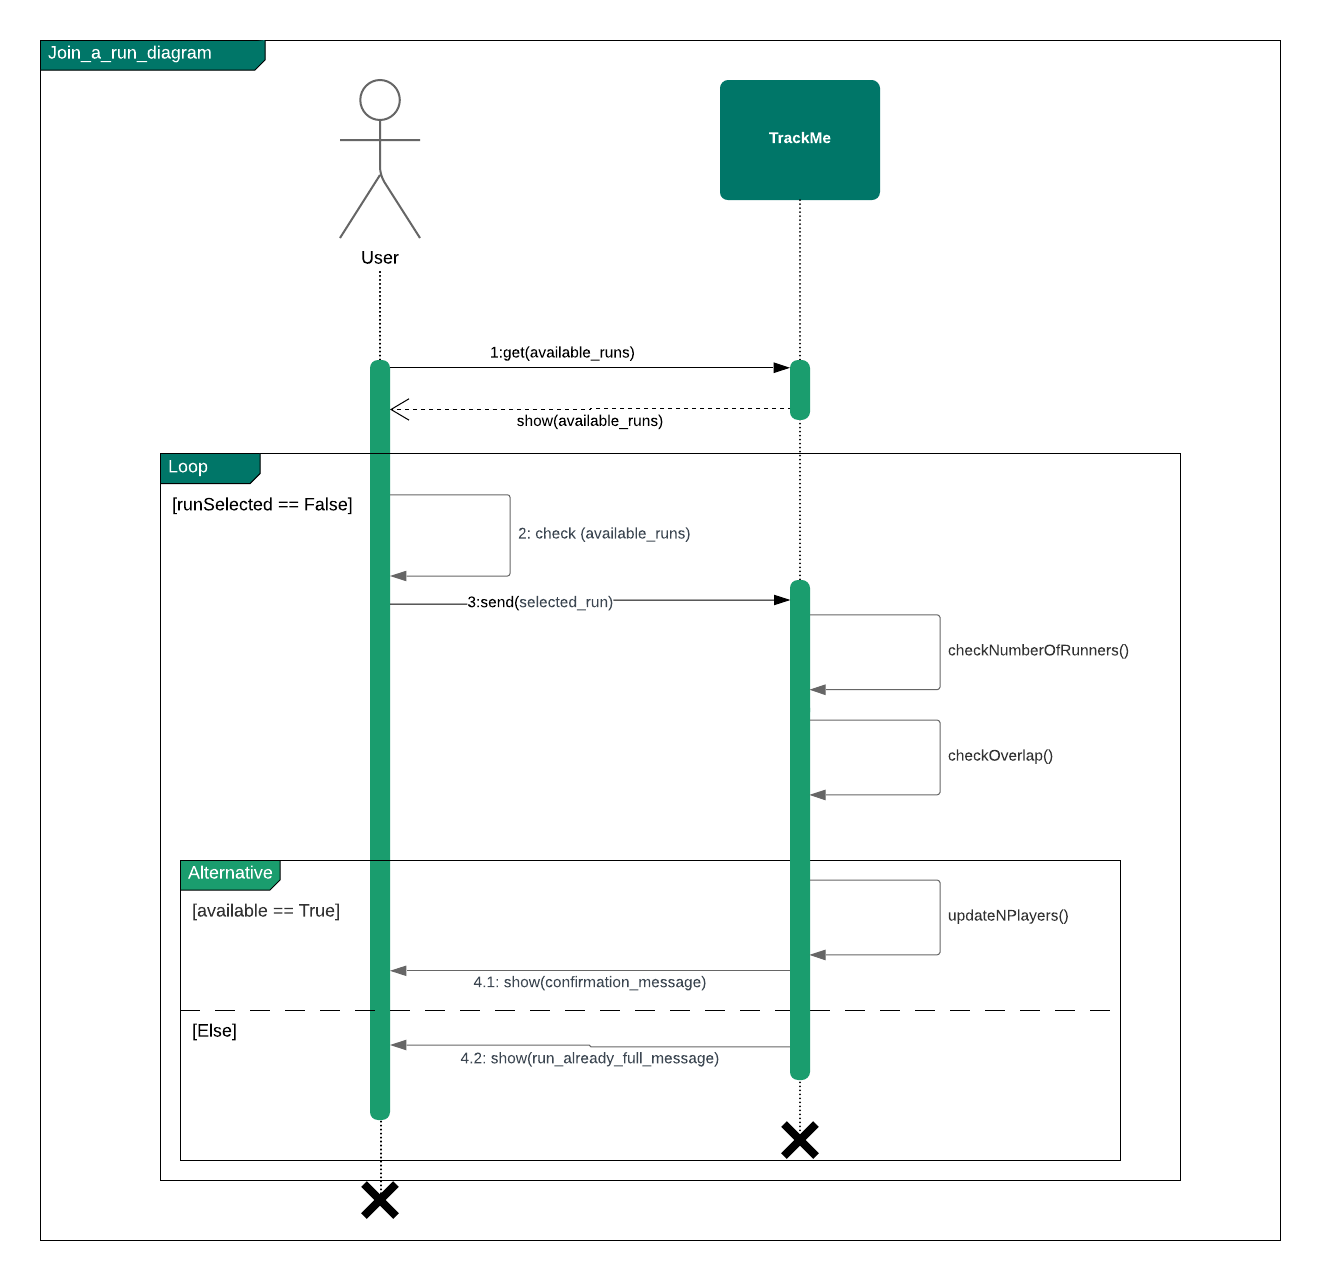 Join_a_run_diagram
TrackMe
User
1:get(available_runs)
show(available_runs)
Loop
[runSelected == False]
2: check (available_runs)
3:send(selected_run)
checkNumberOfRunners()
checkOverlap()
Alternative
[available == True]
updateNPlayers()
4.1: show(confirmation_message)
[Else]
4.2: show(run_already_full_message)